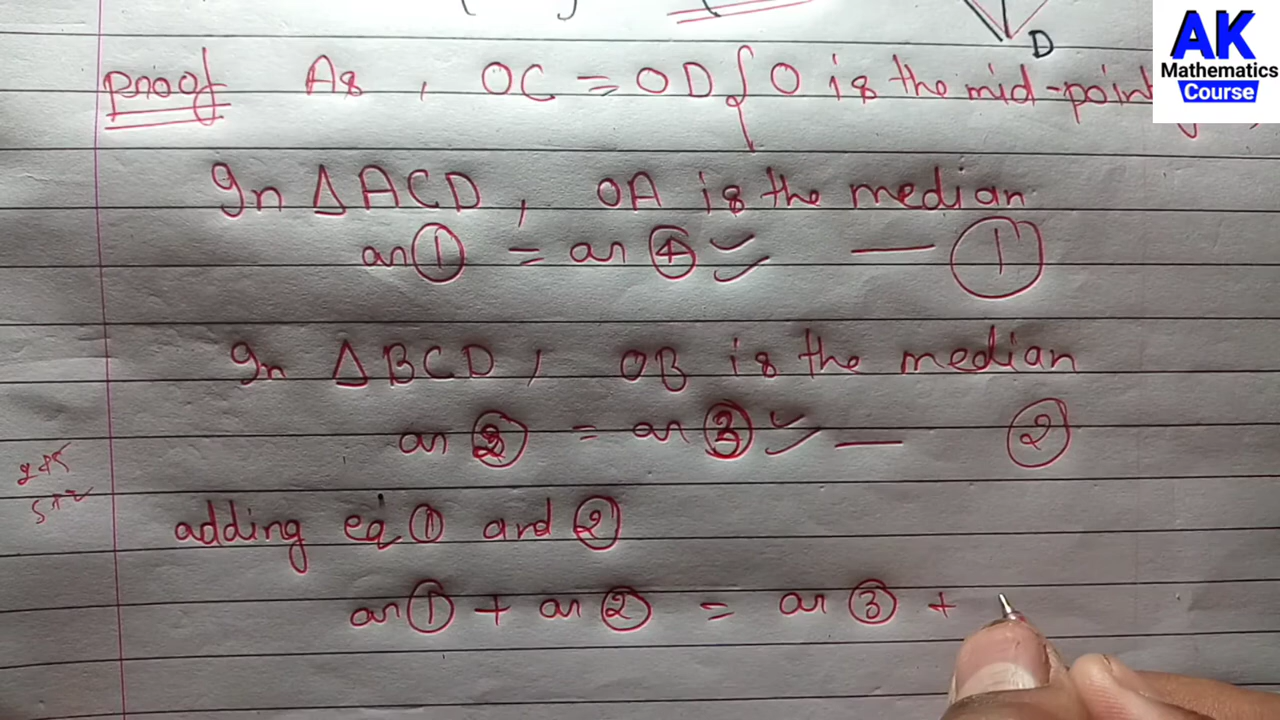 D
AK
Mathematics
Course
proof As, OC = OD { O is the mid-point
In ΔACD, OA is the median
ar ① = ar ④ — ①
In ΔBCD, OB is the median
ar ② = ar ③ — ②
adding eq ① and ②
ar ① + ar ② = ar ③ +